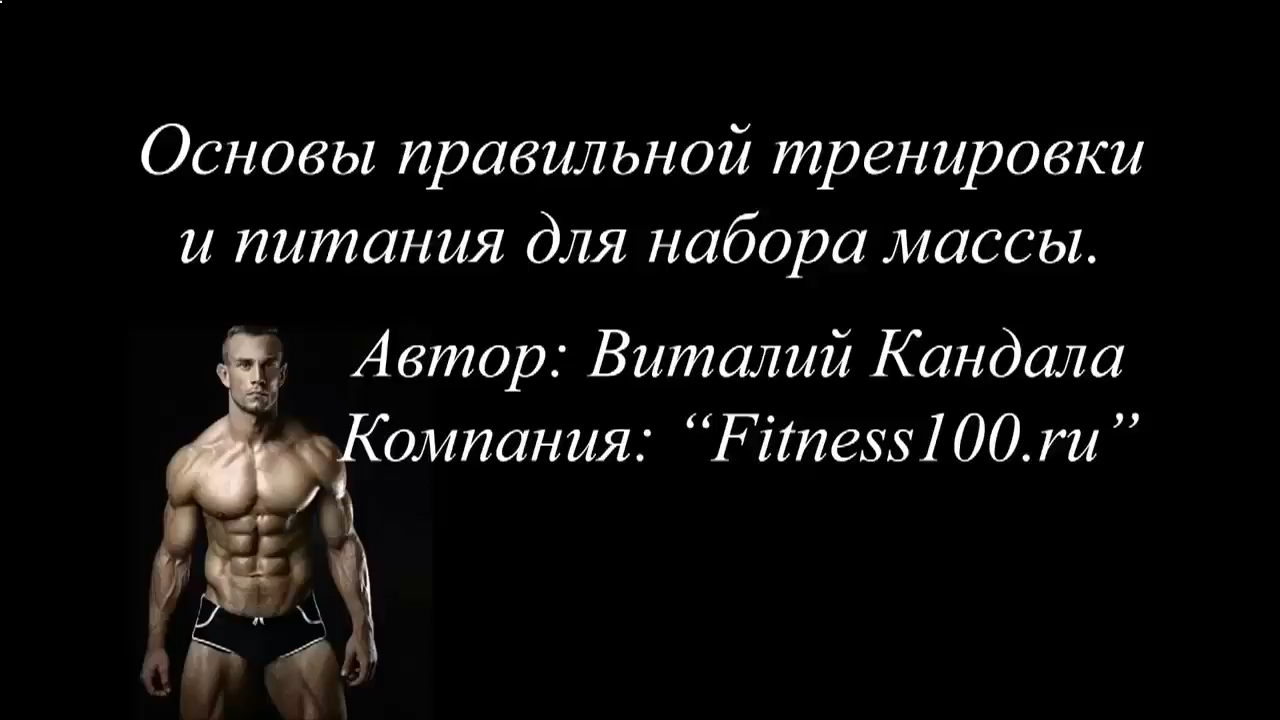 Основы правильной тренировки
и питания для набора массы.
Автор: Виталий Кандала
Компания: “Fitness100.ru”